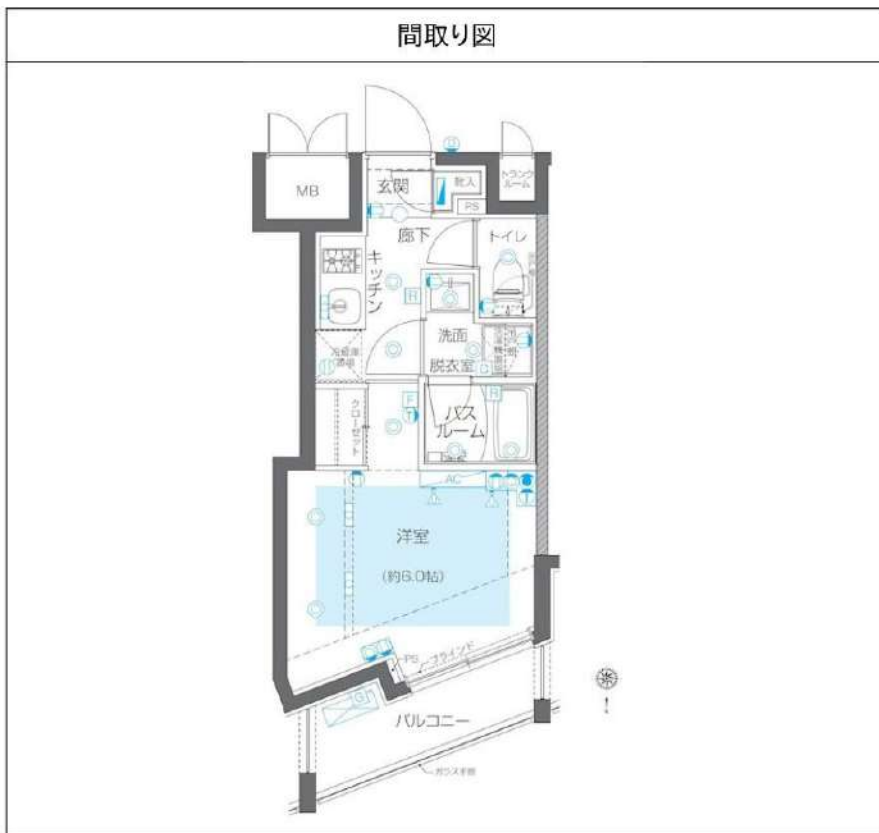 間取り図
MB
玄関
靴入
トランク
ルーム
PS
廊下
トイレ
キッチン
H
洗面
脱衣室
冷蔵庫
置場
クローゼット
F
H
バス
ルーム
AC
洋室
(約6.0帖)
PS
ブラインド
G
バルコニー
ガラス手摺